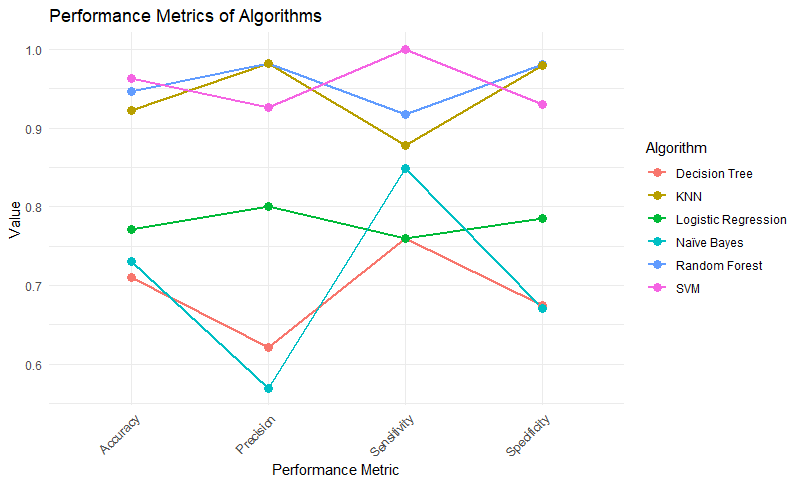 Performance Metrics of Algorithms
1.0
0.9
0.8
0.7
0.6
Value
Accuracy
Precision
Sensitivity
Specificity
Performance Metric
Algorithm
Decision Tree
KNN
Logistic Regression
Naïve Bayes
Random Forest
SVM